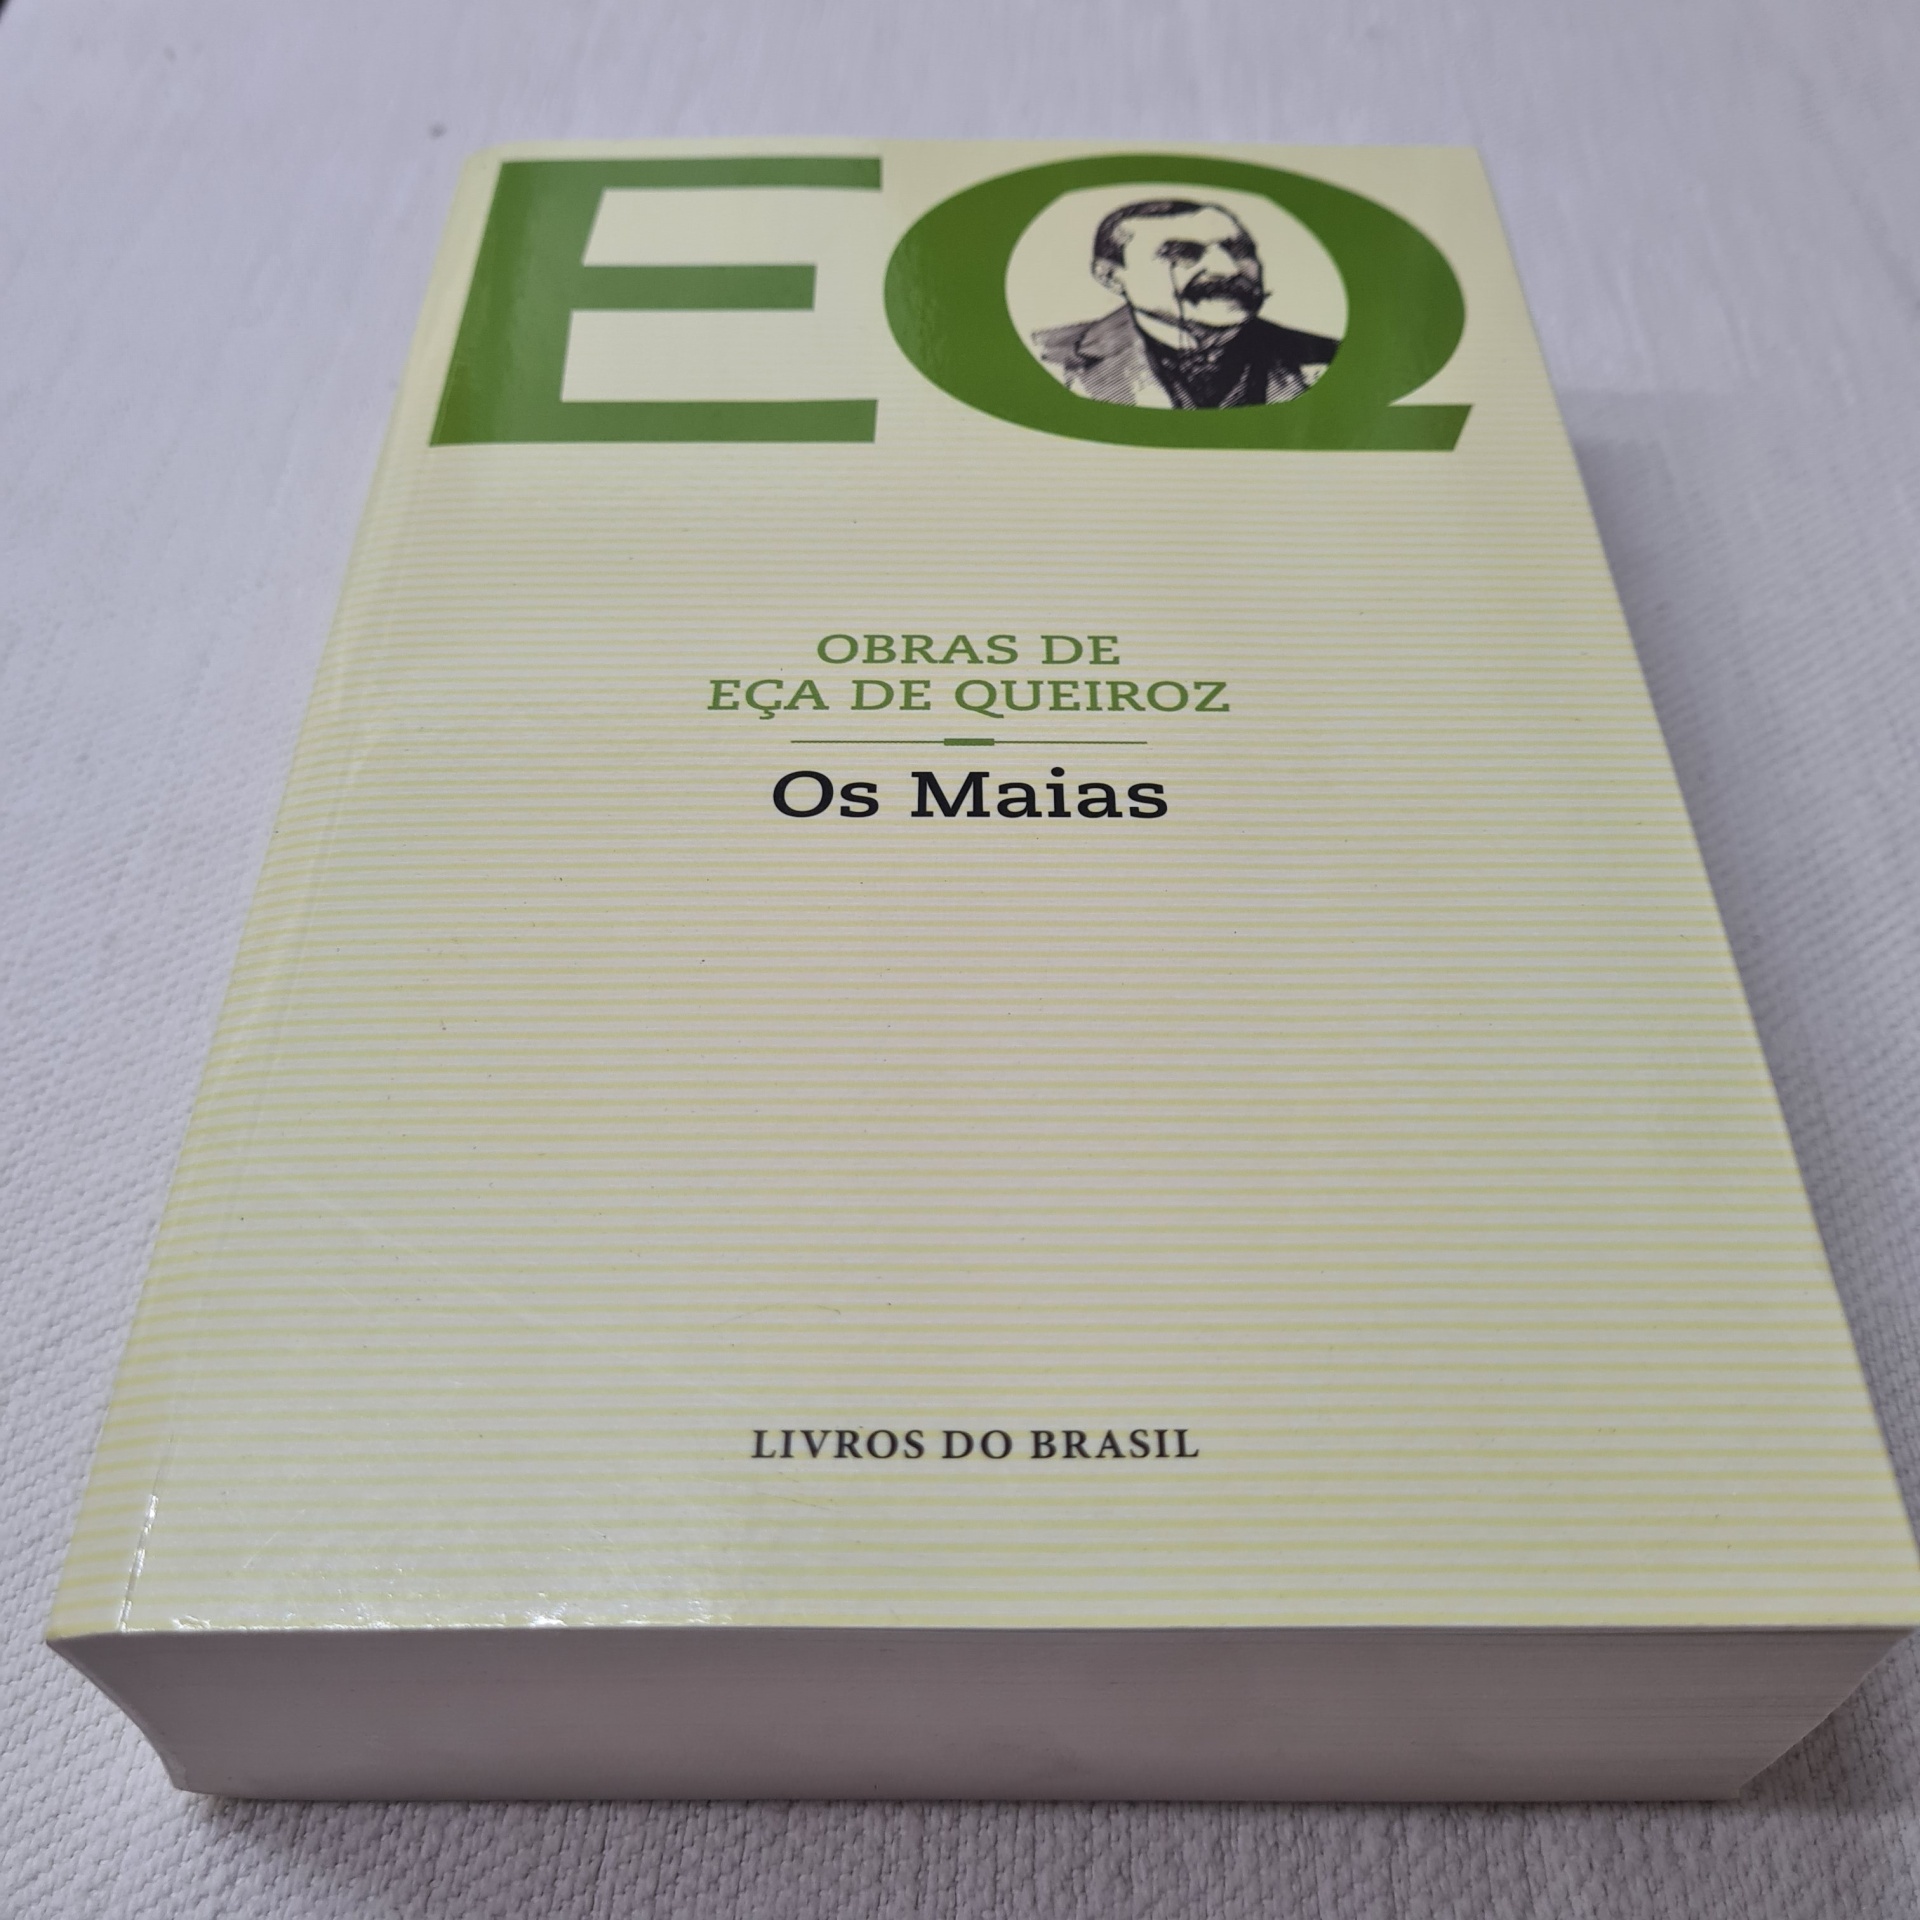 EQ
OBRAS DE
EÇA DE QUEIROZ
Os Maias
LIVROS DO BRASIL